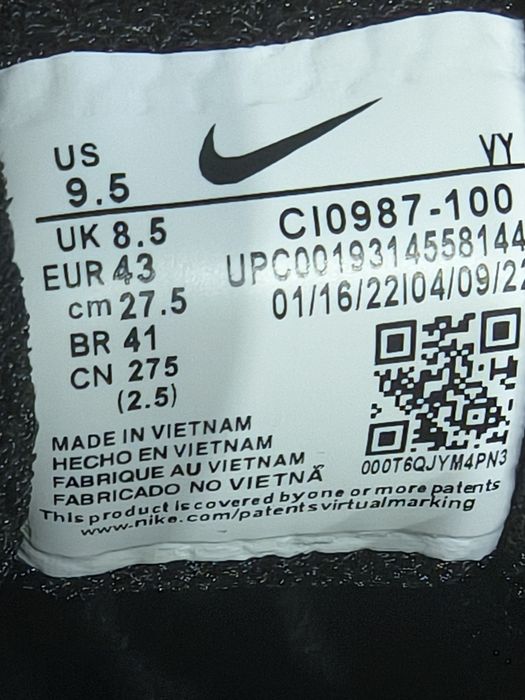 US
9.5
YY
UK 8.5
CI0987-100
EUR 43
UPC0019314558144
cm 27.5
01/16/22|04/09/22
BR 41
CN 275
(2.5)
000T6QJYM4PN3
MADE IN VIETNAM
HECHO EN VIETNAM
FABRIQUE AU VIETNAM
FABRICADO NO VIETNÃ
This product is covered by one or more patents
www.nike.com/patentsvirtualmarking